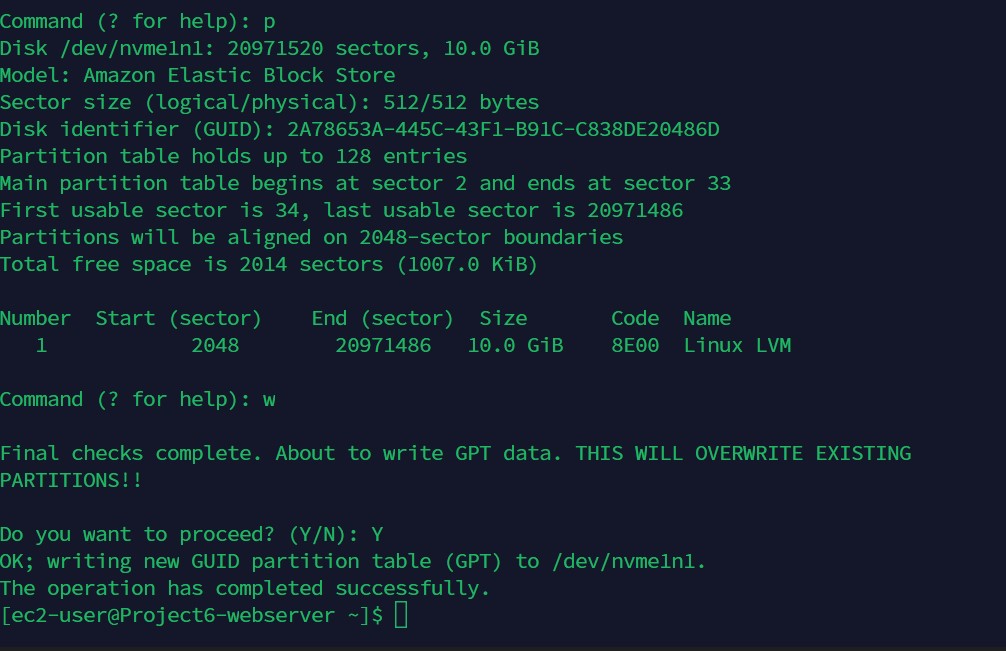 Command (? for help): p
Disk /dev/nvme1n1: 20971520 sectors, 10.0 GiB
Model: Amazon Elastic Block Store
Sector size (logical/physical): 512/512 bytes
Disk identifier (GUID): 2A78653A-445C-43F1-B91C-C838DE20486D
Partition table holds up to 128 entries
Main partition table begins at sector 2 and ends at sector 33
First usable sector is 34, last usable sector is 20971486
Partitions will be aligned on 2048-sector boundaries
Total free space is 2014 sectors (1007.0 KiB)
Number  Start (sector)    End (sector)  Size       Code  Name
   1            2048        20971486   10.0 GiB    8E00  Linux LVM
Command (? for help): w
Final checks complete. About to write GPT data. THIS WILL OVERWRITE EXISTING
PARTITIONS!!
Do you want to proceed? (Y/N): Y
OK; writing new GUID partition table (GPT) to /dev/nvme1n1.
The operation has completed successfully.
[ec2-user@Project6-webserver ~]$